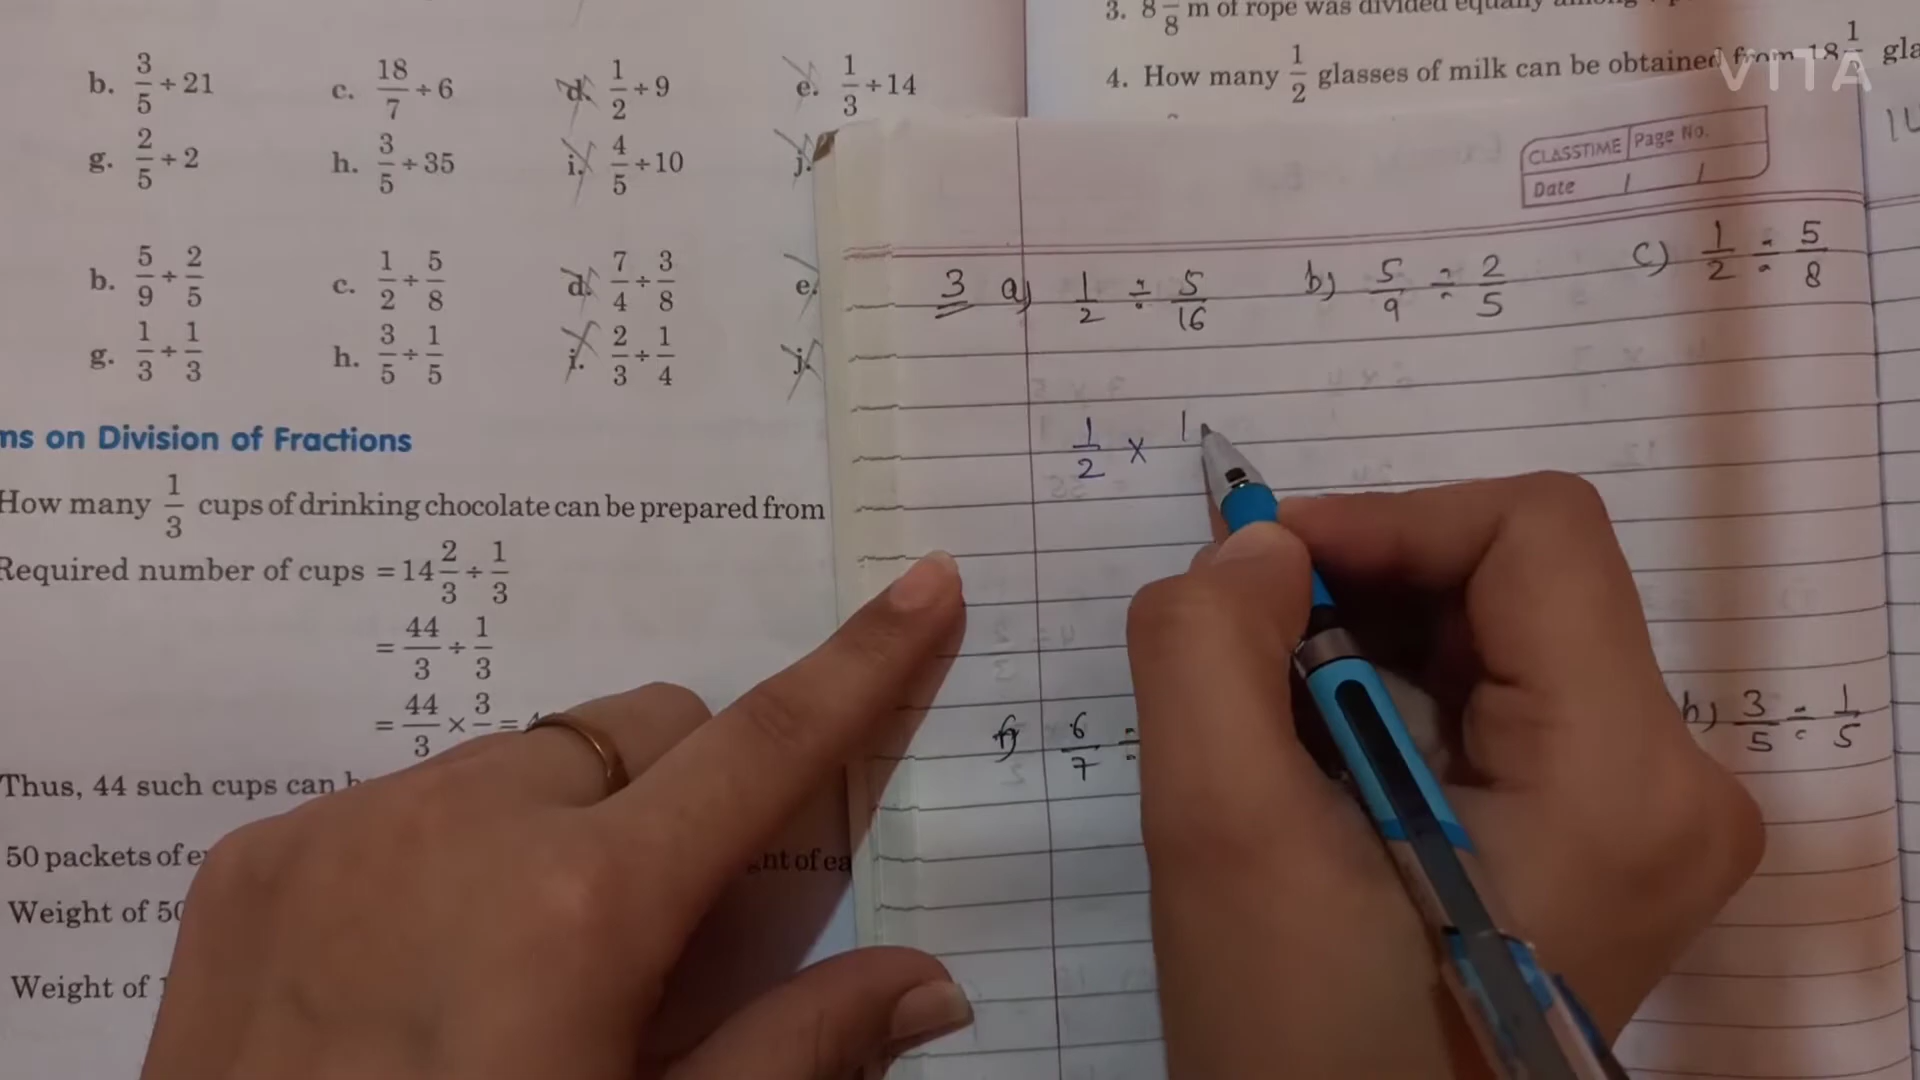 b. 3/5 ÷ 21 c. 18/7 ÷ 6 d. 1/2 ÷ 9 e. 1/3 ÷ 14
g. 2/5 ÷ 2 h. 3/5 ÷ 35 i. 4/5 ÷ 10 j.
b. 5/9 ÷ 2/5 c. 1/2 ÷ 5/8 d. 7/4 ÷ 3/8 e.
g. 1/3 ÷ 1/3 h. 3/5 ÷ 1/5 i. 2/3 ÷ 1/4 j.
ms on Division of Fractions
How many 1/3 cups of drinking chocolate can be prepared from
Required number of cups = 14 2/3 ÷ 1/3
= 44/3 ÷ 1/3
= 44/3 × 3 =
Thus, 44 such cups can
50 packets of
Weight of 50
Weight of
3. 8 /8 m of rope was divided equally
4. How many 1/2 glasses of milk can be obtained from 18 1/
VITA
CLASSTIME Page No.
Date / /
3 a) 1/2 ÷ 5/16 b) 5/9 ÷ 2/5 c) 1/2 ÷ 5/8
1/2 × 1
f) 6/7 ÷
h) 3/5 ÷ 1/5